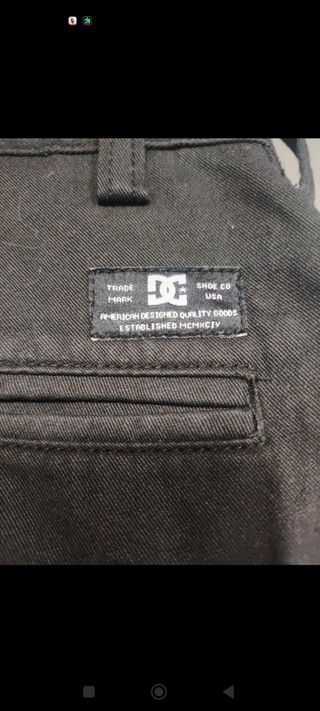 TRADE MARK
DC
SHOE CO USA
AMERICAN DESIGNED QUALITY GOODS
ESTABLISHED MCMXCIV